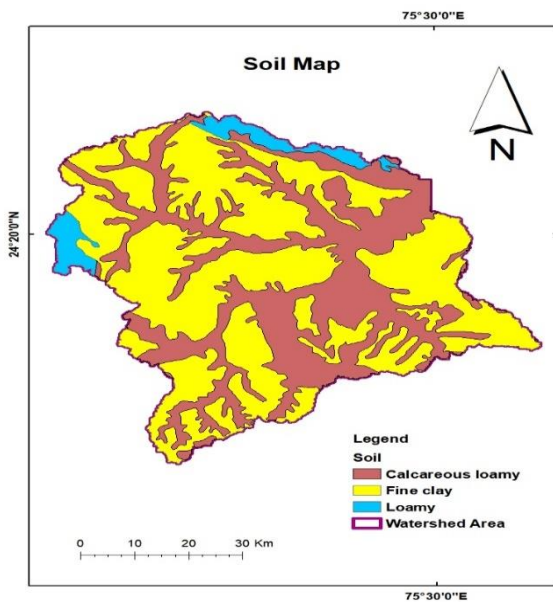 75°30'0"E
Soil Map
N
24°20'0"N
Legend
Soil
Calcareous loamy
Fine clay
Loamy
Watershed Area
0 10 20 30 Km
75°30'0"E